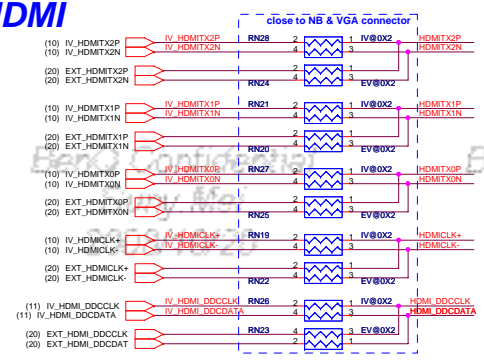 HDMI
close to NB & VGA connector
(10) IV_HDMITX2P IV_HDMITX2P RN28 2 1 IV@0X2 HDMITX2P
(10) IV_HDMITX2N IV_HDMITX2N 4 3 HDMITX2N
(20) EXT_HDMITX2P 2 1
(20) EXT_HDMITX2N RN24 4 3 EV@0X2
(10) IV_HDMITX1P IV_HDMITX1P RN21 2 1 IV@0X2 HDMITX1P
(10) IV_HDMITX1N IV_HDMITX1N 4 3 HDMITX1N
(20) EXT_HDMITX1P 2 1
(20) EXT_HDMITX1N RN20 4 3 EV@0X2
BenQ Confidential
(10) IV_HDMITX0P IV_HDMITX0P RN27 2 1 IV@0X2 HDMITX0P
(10) IV_HDMITX0N IV_HDMITX0N 4 3 HDMITX0N
(20) EXT_HDMITX0P 2 1
(20) EXT_HDMITX0N RN25 4 3 EV@0X2
(10) IV_HDMICLK+ IV_HDMICLK+ RN19 2 1 IV@0X2 HDMICLK+
(10) IV_HDMICLK- IV_HDMICLK- 4 3 HDMICLK-
(20) EXT_HDMICLK+ 2 1
(20) EXT_HDMICLK- RN22 4 3 EV@0X2
(11) IV_HDMI_DDCCLK IV_HDMI_DDCCLK RN26 2 1 IV@0X2 HDMI_DDCCLK
(11) IV_HDMI_DDCDATA IV_HDMI_DDCDATA 4 3 HDMI_DDCDATA
(20) EXT_HDMI_DDCCLK RN23 4 3 EV@0X2
(20) EXT_HDMI_DDCDAT 2 1